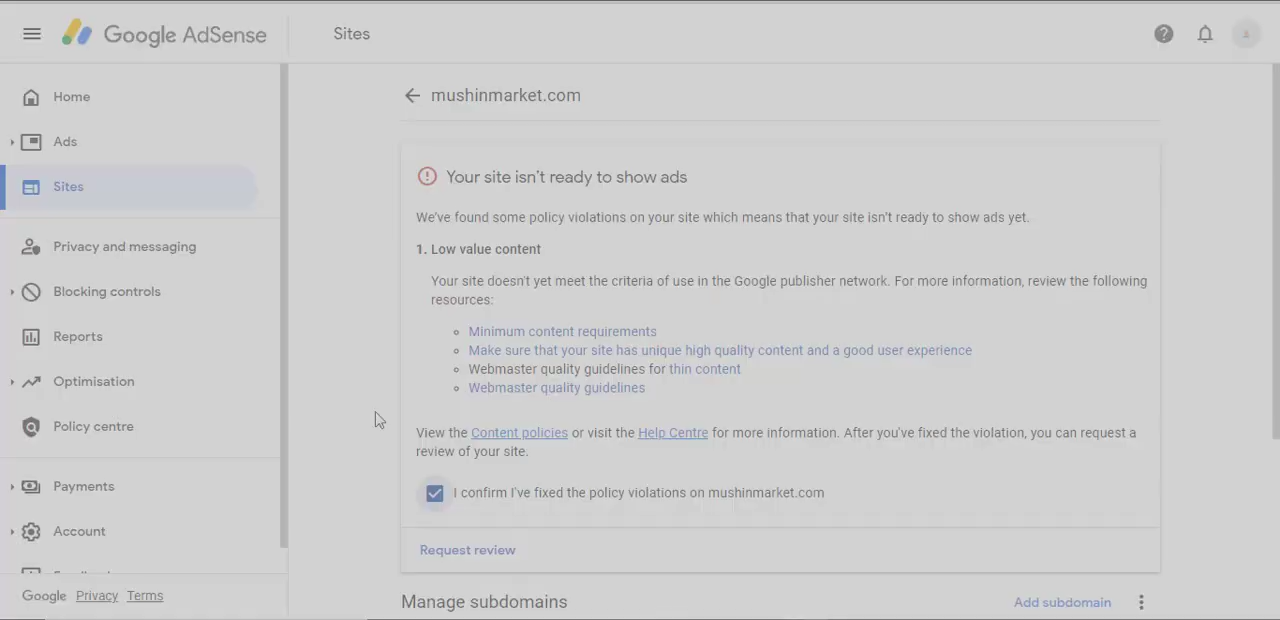 Google AdSense
Sites
Home
Ads
Sites
Privacy and messaging
Blocking controls
Reports
Optimisation
Policy centre
Payments
Account
Google Privacy Terms
mushinmarket.com
Your site isn't ready to show ads
We've found some policy violations on your site which means that your site isn't ready to show ads yet.
1. Low value content
Your site doesn't yet meet the criteria of use in the Google publisher network. For more information, review the following
resources:
Minimum content requirements
Make sure that your site has unique high quality content and a good user experience
Webmaster quality guidelines for thin content
Webmaster quality guidelines
View the Content policies or visit the Help Centre for more information. After you've fixed the violation, you can request a
review of your site.
I confirm I've fixed the policy violations on mushinmarket.com
Request review
Manage subdomains
Add subdomain